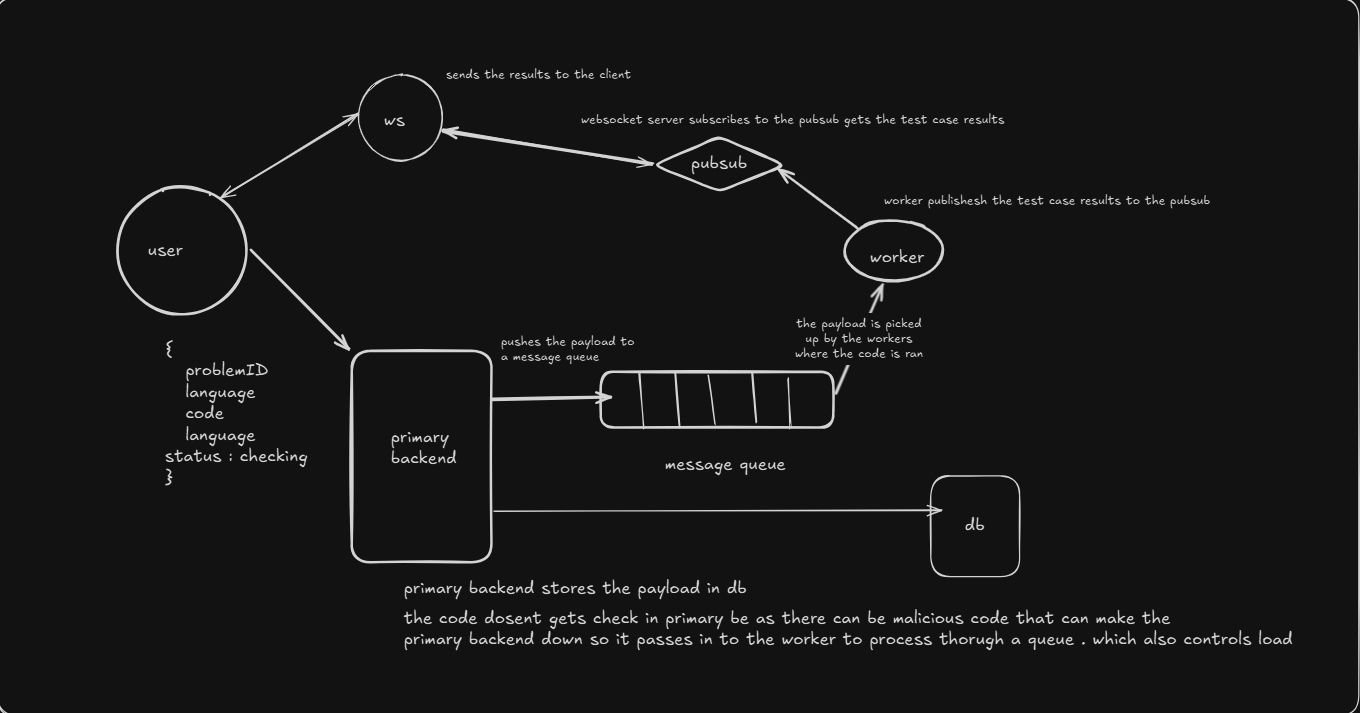 sends the results to the client
ws
websocket server subscribes to the pubsub gets the test case results
pubsub
worker publishesh the test case results to the pubsub
user
worker
the payload is picked
up by the workers
where the code is ran
pushes the payload to
a message queue
{
problemID
language
code
language
status : checking
}
primary
backend
message queue
db
primary backend stores the payload in db
the code dosent gets check in primary be as there can be malicious code that can make the
primary backend down so it passes in to the worker to process thorugh a queue . which also controls load